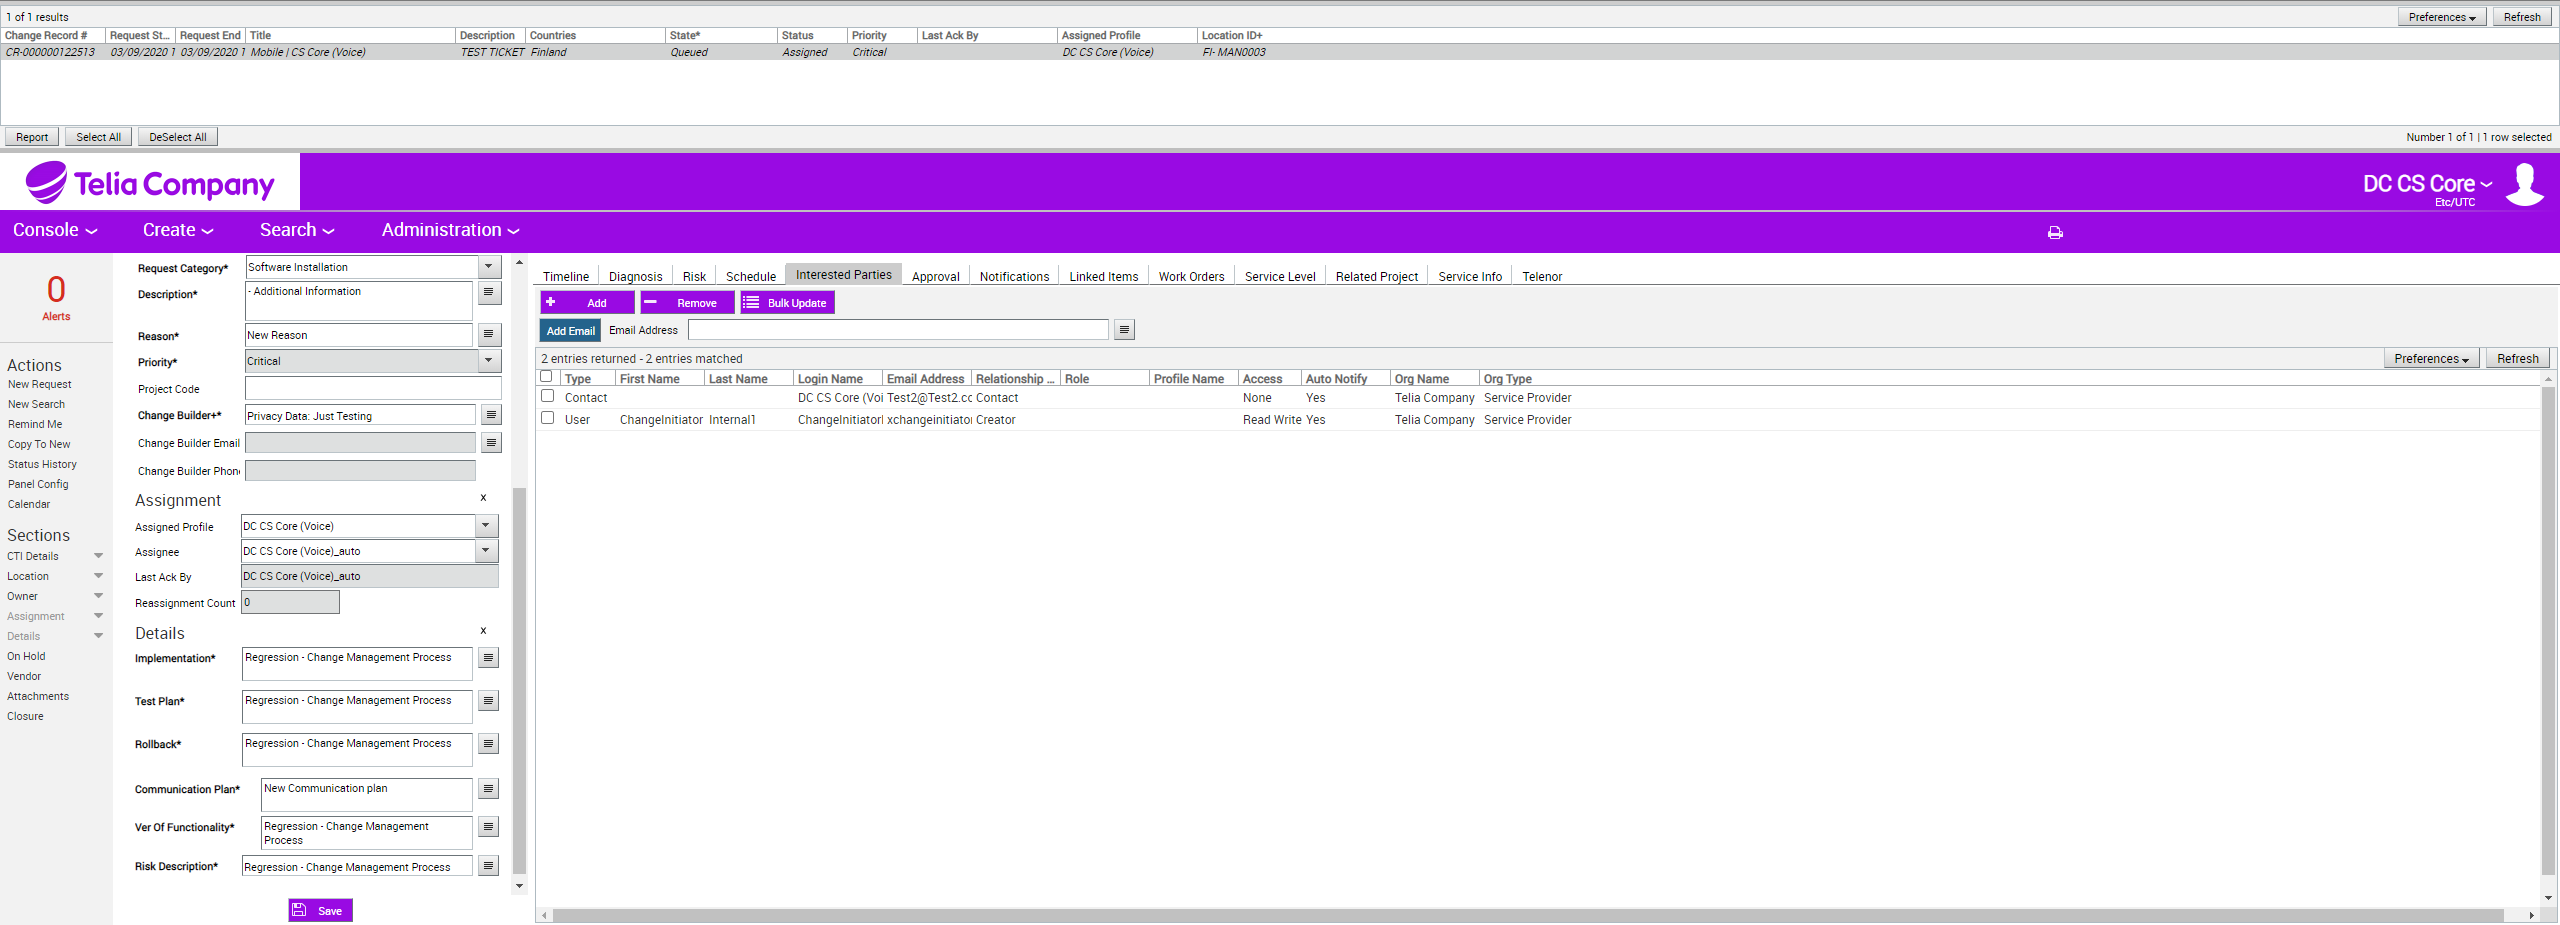 1 of 1 results
Preferences Refresh
Change Record # Request St... Request End Title Description Countries State* Status Priority Last Ack By Assigned Profile Location ID+
CR-000000122513 03/09/2020 1 03/09/2020 1 Mobile | CS Core (Voice) TEST TICKET Finland Queued Assigned Critical DC CS Core (Voice) FI- MAN0003
Report Select All DeSelect All Number 1 of 1 | 1 row selected
Telia Company
DC CS Core
Etc/UTC
Console Create Search Administration
0
Alerts
Actions
New Request
New Search
Remind Me
Copy To New
Status History
Panel Config
Calendar
Sections
CTI Details
Location
Owner
Assignment
Details
On Hold
Vendor
Attachments
Closure
Request Category* Software Installation
Description* - Additional Information
Reason* New Reason
Priority* Critical
Project Code
Change Builder+* Privacy Data: Just Testing
Change Builder Email
Change Builder Phon
Assignment x
Assigned Profile DC CS Core (Voice)
Assignee DC CS Core (Voice)_auto
Last Ack By DC CS Core (Voice)_auto
Reassignment Count 0
Details x
Implementation* Regression - Change Management Process
Test Plan* Regression - Change Management Process
Rollback* Regression - Change Management Process
Communication Plan* New Communication plan
Ver Of Functionality* Regression - Change Management
Process
Risk Description* Regression - Change Management Process
Save
Timeline Diagnosis Risk Schedule Interested Parties Approval Notifications Linked Items Work Orders Service Level Related Project Service Info Telenor
Add Remove Bulk Update
Add Email Email Address
2 entries returned - 2 entries matched Preferences Refresh
Type First Name Last Name Login Name Email Address Relationship ... Role Profile Name Access Auto Notify Org Name Org Type
Contact DC CS Core (Voi Test2@Test2.cc Contact None Yes Telia Company Service Provider
User ChangeInitiator Internal1 ChangeInitiatorI xchangeinitiato Creator Read Write Yes Telia Company Service Provider